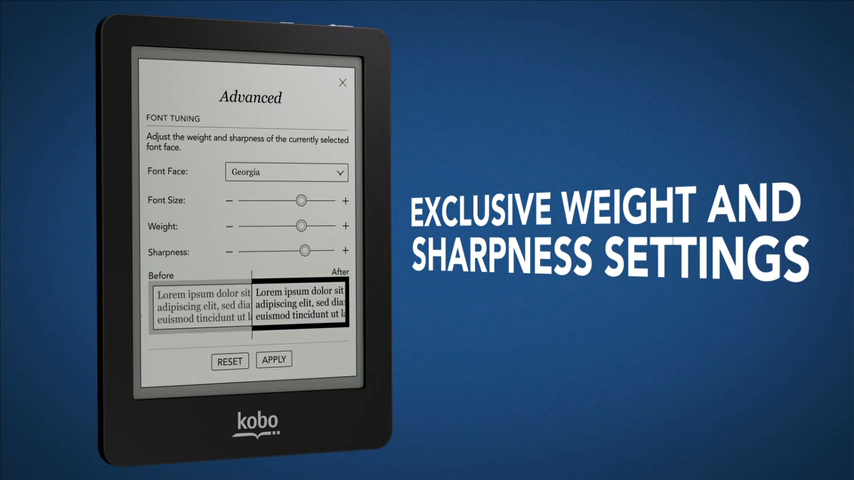 Advanced
FONT TUNING
Adjust the weight and sharpness of the currently selected
font face.
Font Face: Georgia
Font Size: − +
Weight: − +
Sharpness: − +
Before After
Lorem ipsum dolor sit Lorem ipsum dolor sit
adipiscing elit, sed dia adipiscing elit, sed dia
euismod tincidunt ut l euismod tincidunt ut la
RESET APPLY
kobo
EXCLUSIVE WEIGHT AND
SHARPNESS SETTINGS